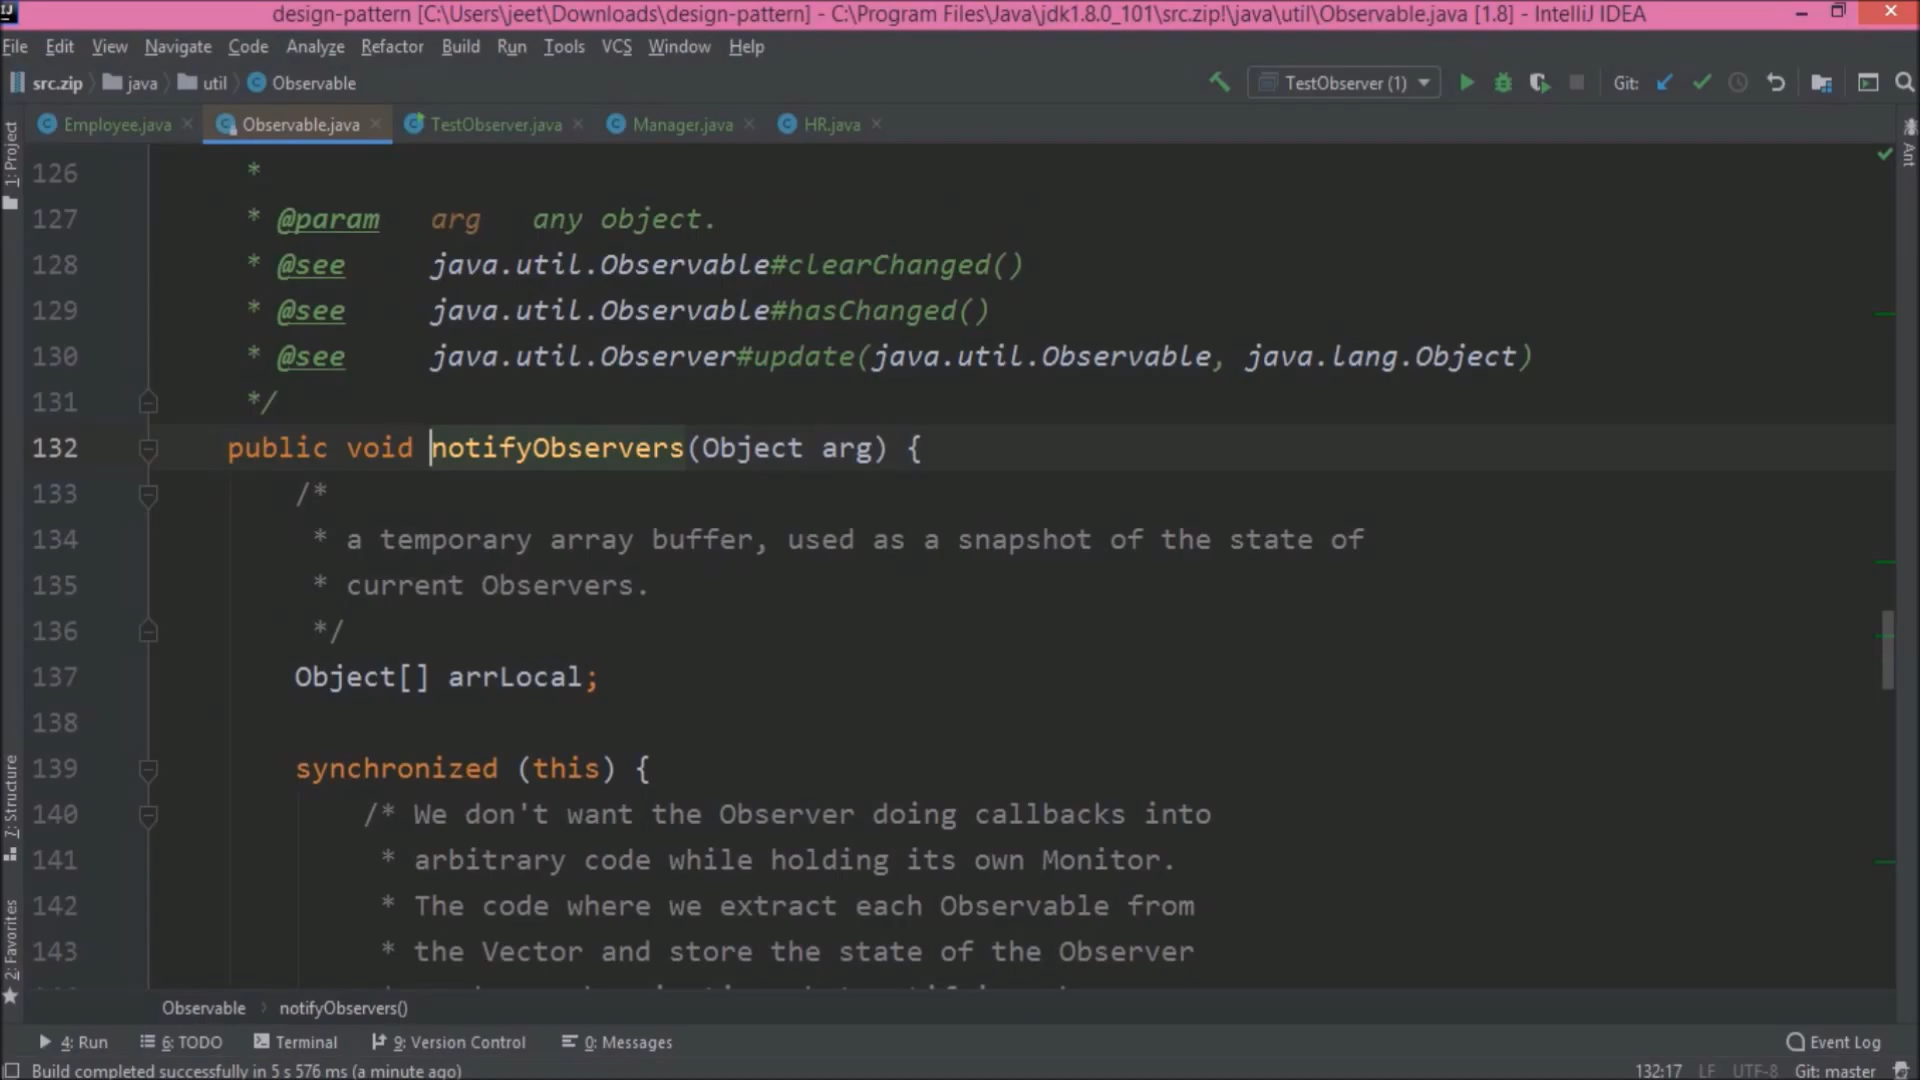 design-pattern [C:\Users\jeet\Downloads\design-pattern] - C:\Program Files\Java\jdk1.8.0_101\src.zip!\java\util\Observable.java [1.8] - IntelliJ IDEA
File Edit View Navigate Code Analyze Refactor Build Run Tools VCS Window Help
src.zip java util Observable TestObserver (1) Git:
Employee.java Observable.java TestObserver.java Manager.java HR.java
1: Project
Ant
126 *
127 * @param arg any object.
128 * @see java.util.Observable#clearChanged()
129 * @see java.util.Observable#hasChanged()
130 * @see java.util.Observer#update(java.util.Observable, java.lang.Object)
131 */
132 public void notifyObservers(Object arg) {
133 /*
134 * a temporary array buffer, used as a snapshot of the state of
135 * current Observers.
136 */
137 Object[] arrLocal;
138
139 synchronized (this) {
140 /* We don't want the Observer doing callbacks into
141 * arbitrary code while holding its own Monitor.
142 * The code where we extract each Observable from
143 * the Vector and store the state of the Observer
7: Structure
2: Favorites
Observable notifyObservers()
4: Run 6: TODO Terminal 9: Version Control 0: Messages Event Log
Build completed successfully in 5 s 576 ms (a minute ago) 132:17 LF UTF-8 Git: master